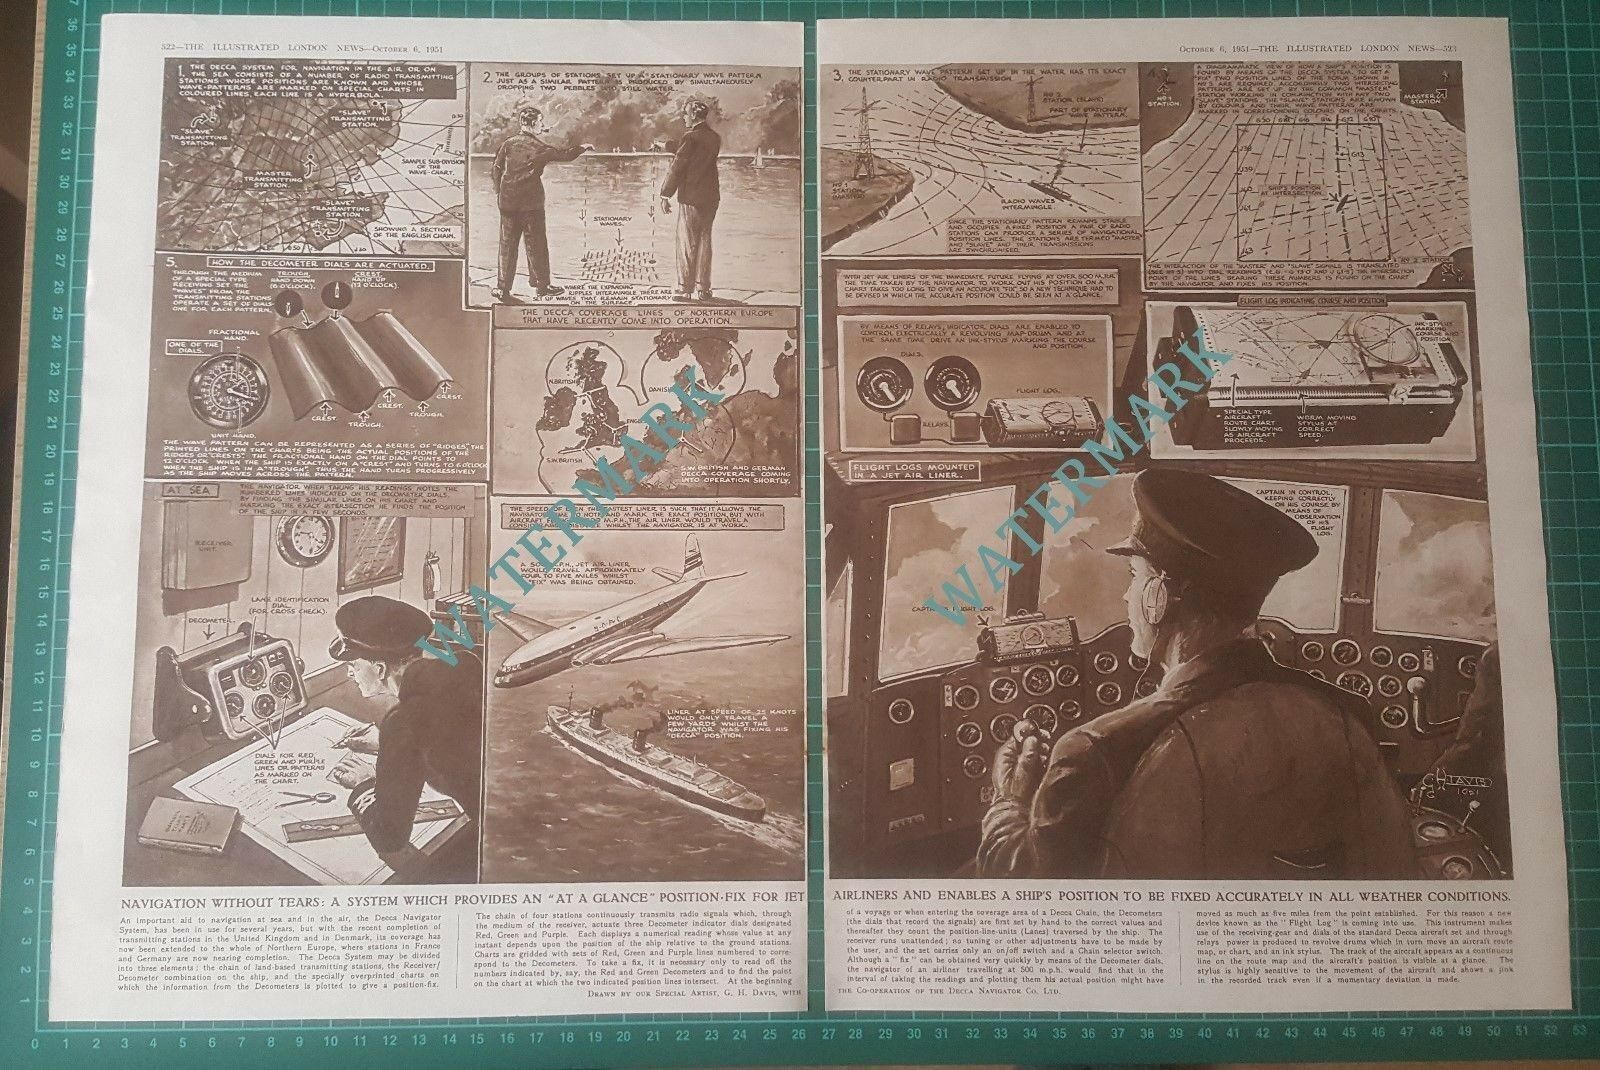 522—THE ILLUSTRATED LONDON NEWS—October 6, 1951
October 6, 1951—THE ILLUSTRATED LONDON NEWS—523
1. THE DECCA SYSTEM FOR NAVIGATION IN THE AIR OR ON
THE SEA CONSISTS OF A NUMBER OF RADIO TRANSMITTING
STATIONS WHOSE POSITIONS ARE KNOWN AND WHOSE
WAVE-PATTERNS ARE MARKED ON SPECIAL CHARTS IN
COLOURED LINES, EACH LINE IS A HYPERBOLA.
"SLAVE"
TRANSMITTING
STATION.
"SLAVE"
TRANSMITTING
STATION.
MASTER
TRANSMITTING
STATION.
"SLAVE"
TRANSMITTING
STATION.
SAMPLE SUB-DIVISION
OF THE
WAVE-CHART.
SHOWING A SECTION
OF THE ENGLISH CHAIN.
2. THE GROUPS OF STATIONS SET UP A STATIONARY WAVE PATTERN
JUST AS A SIMILAR PATTERN IS PRODUCED BY SIMULTANEOUSLY
DROPPING TWO PEBBLES INTO STILL WATER.
STATIONARY
WAVES.
WHERE THE EXPANDING
RIPPLES INTERMINGLE THERE ARE
SET UP WAVES THAT REMAIN STATIONARY
ON THE SURFACE.
3. THE STATIONARY WAVE PATTERN SET UP IN THE WATER HAS ITS EXACT
COUNTERPART IN RADIO TRANSMISSION.
NO 2
STATION (SLAVE)
PART OF STATIONARY
WAVE PATTERN.
NO 1
STATION
(MASTER)
RADIO WAVES
INTERMINGLE.
SINCE THE STATIONARY PATTERN REMAINS STABLE
AND OCCUPIES A FIXED POSITION A PAIR OF RADIO
STATIONS CAN PRODUCE A SERIES OF NAVIGATIONAL
POSITION LINES. THE STATIONS ARE TERMED "MASTER"
AND "SLAVE" AND THEIR TRANSMISSIONS
ARE SYNCHRONISED.
A DIAGRAMMATIC VIEW OF HOW A SHIP'S POSITION IS
FOUND BY MEANS OF THE DECCA SYSTEM. TO GET A
"FIX" TWO POSITION LINES OF THE FORM SHOWN IN
NO 3 ARE REQUIRED. ACCORDINGLY TWO INTERSECTING
PATTERNS ARE SET UP BY THE COMMON "MASTER"
STATION WORKING IN CONJUNCTION WITH ANY TWO
"SLAVE" STATIONS. THE "SLAVE" STATIONS ARE KNOWN
BY COLOURS AND THEIR WAVE PATTERNS ARE
MARKED IN CORRESPONDING COLOURS ON THE CHARTS.
NO 1
STATION.
MASTER
STATION
SHIP'S POSITION
AT INTERSECTION.
NO 2
STATION
THE INTERACTION OF THE "MASTER" AND "SLAVE" SIGNALS IS TRANSLATED
BY THE NAVIGATOR AND FIXES HIS POSITION.
5. HOW THE DECOMETER DIALS ARE ACTUATED.
THROUGH THE MEDIUM
OF A SPECIAL TYPE
RECEIVING SET THE
"WAVES" FROM THE
TRANSMITTING STATIONS
OPERATE A SET OF DIALS
ONE FOR EACH PATTERN.
TROUGH,
HAND DOWN
(6 O'CLOCK).
CREST,
HAND UP
(12 O'CLOCK).
FRACTIONAL
HAND.
ONE OF THE
DIALS.
UNIT HAND.
CREST.
TROUGH.
CREST.
TROUGH.
CREST.
THE WAVE PATTERN CAN BE REPRESENTED AS A SERIES OF "RIDGES", THE
PRINTED LINES ON THE CHARTS BEING THE ACTUAL POSITIONS OF THE
RIDGES OR "CRESTS". THE FRACTIONAL HAND ON THE DIAL POINTS TO
12 O'CLOCK WHEN THE SHIP IS EXACTLY ON A "CREST" AND TURNS TO 6 O'CLOCK
WHEN THE SHIP IS IN A "TROUGH". THUS THE HAND TURNS PROGRESSIVELY
AS THE SHIP MOVES ACROSS THE PATTERN.
THE DECCA COVERAGE LINES OF NORTHERN EUROPE
THAT HAVE RECENTLY COME INTO OPERATION.
N. BRITISH
DANISH
ENGLISH
S.W. BRITISH
S.W. BRITISH AND GERMAN
DECCA COVERAGE COMING
INTO OPERATION SHORTLY.
WITH JET AIR LINERS OF THE IMMEDIATE FUTURE FLYING AT OVER 500 M.P.H.
THE TIME TAKEN BY THE NAVIGATOR TO WORK OUT HIS POSITION ON A
CHART TAKES TOO LONG TO GIVE AN ACCURATE "FIX", SO A NEW TECHNIQUE HAD TO
BE DEVISED IN WHICH THE ACCURATE POSITION COULD BE SEEN AT A GLANCE.
BY MEANS OF RELAYS, INDICATOR DIALS ARE ENABLED TO
CONTROL ELECTRICALLY A REVOLVING MAP-DRUM AND AT
THE SAME TIME DRIVE AN INK-STYLUS MARKING THE COURSE
AND POSITION.
DIALS.
FLIGHT LOG.
RELAYS.
FLIGHT LOG INDICATING COURSE AND POSITION
INK-STYLUS
MARKING
COURSE AND
POSITION.
SPECIAL TYPE
AIRCRAFT
ROUTE CHART
SLOWLY MOVING
AS AIRCRAFT
PROCEEDS.
WORM MOVING
STYLUS AT
CORRECT
SPEED.
FLIGHT LOGS MOUNTED
IN A JET AIR LINER.
AT SEA
THE NAVIGATOR WHEN TAKING HIS READINGS NOTES THE
NUMBERED LINES INDICATED ON THE DECOMETER DIALS.
BY FINDING THE SIMILAR LINES ON HIS CHART AND
MARKING THE EXACT INTERSECTION HE FINDS THE POSITION
OF THE SHIP IN A FEW SECONDS.
RECEIVER
UNIT.
LANE IDENTIFICATION
DIAL
(FOR CROSS CHECK).
DECOMETER.
DIALS FOR RED,
GREEN AND PURPLE
LINES OR PATTERNS
AS MARKED ON
THE CHART.
THE SPEED OF EVEN THE FASTEST LINER IS SUCH THAT IT ALLOWS THE
NAVIGATOR TIME TO NOTE AND MARK THE EXACT POSITION, BUT WITH
CONSIDERABLE DISTANCE WHILST THE NAVIGATOR IS AT WORK.
A 500 M.P.H. JET AIR LINER
WOULD TRAVEL APPROXIMATELY
FOUR TO FIVE MILES WHILST
"FIX" WAS BEING OBTAINED.
B.O.A.C.
LINER AT SPEED OF 25 KNOTS
WOULD ONLY TRAVEL A
FEW YARDS WHILST THE
NAVIGATOR WAS FIXING HIS
"DECCA" POSITION.
CAPTAIN IN CONTROL,
KEEPING CORRECTLY
ON HIS COURSE BY
MEANS OF
OBSERVATION
OF HIS
FLIGHT
LOG.
CAPTAIN'S FLIGHT LOG.
G H DAVIS
1951
WATERMARK
WATERMARK
NAVIGATION WITHOUT TEARS: A SYSTEM WHICH PROVIDES AN "AT A GLANCE" POSITION-FIX FOR JET
AIRLINERS AND ENABLES A SHIP'S POSITION TO BE FIXED ACCURATELY IN ALL WEATHER CONDITIONS.
An important aid to navigation at sea and in the air, the Decca Navigator
System, has been in use for several years, but with the recent completion of
transmitting stations in the United Kingdom and in Denmark, its coverage has
now been extended to the whole of Northern Europe, where stations in France
and Germany are now nearing completion. The Decca System may be divided
into three elements; the chain of land-based transmitting stations, the Receiver/
Decometer combination on the ship, and the specially overprinted charts on
which the information from the Decometers is plotted to give a position-fix.
The chain of four stations continuously transmits radio signals which, through
the medium of the receiver, actuate three Decometer indicator dials designated
Red, Green and Purple. Each displays a numerical reading whose value at any
instant depends upon the position of the ship relative to the ground stations.
Charts are gridded with sets of Red, Green and Purple lines numbered to corre-
spond to the Decometers. To take a fix, it is necessary only to read off the
numbers indicated by, say, the Red and Green Decometers and to find the point
on the chart at which the two indicated position lines intersect. At the beginning
of a voyage or when entering the coverage area of a Decca Chain, the Decometers
(the dials that record the signals) are first set by hand to the correct values and
thereafter they count the position-line-units (Lanes) traversed by the ship. The
receiver runs unattended; no tuning or other adjustments have to be made by
the user, and the set carries only an on/off switch and a Chain selector switch.
Although a "fix" can be obtained very quickly by means of the Decometer dials,
the navigator of an airliner travelling at 500 m.p.h. would find that in the
interval of taking the readings and plotting them his actual position might have
moved as much as five miles from the point established. For this reason a new
device known as the "Flight Log" is coming into use. This instrument makes
use of the receiving-gear and dials of the standard Decca aircraft set and through
relays power is produced to revolve drums which in turn move an aircraft route
map, or chart, and an ink stylus. The track of the aircraft appears as a continuous
line on the route map and the aircraft's position is visible at a glance. The
stylus is highly sensitive to the movement of the aircraft and shows a jink
in the recorded track even if a momentary deviation is made.
Drawn by our Special Artist, G. H. Davis, with
the Co-operation of the Decca Navigator Co. Ltd.